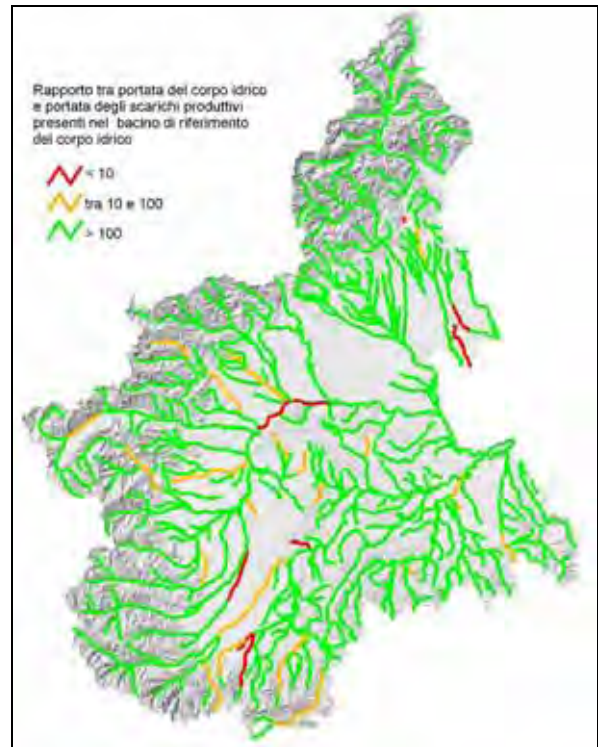 Rapporto tra portata del corpo idrico
e portata degli scarichi produttivi
presenti nel bacino di riferimento
del corpo idrico
< 10
tra 10 e 100
> 100